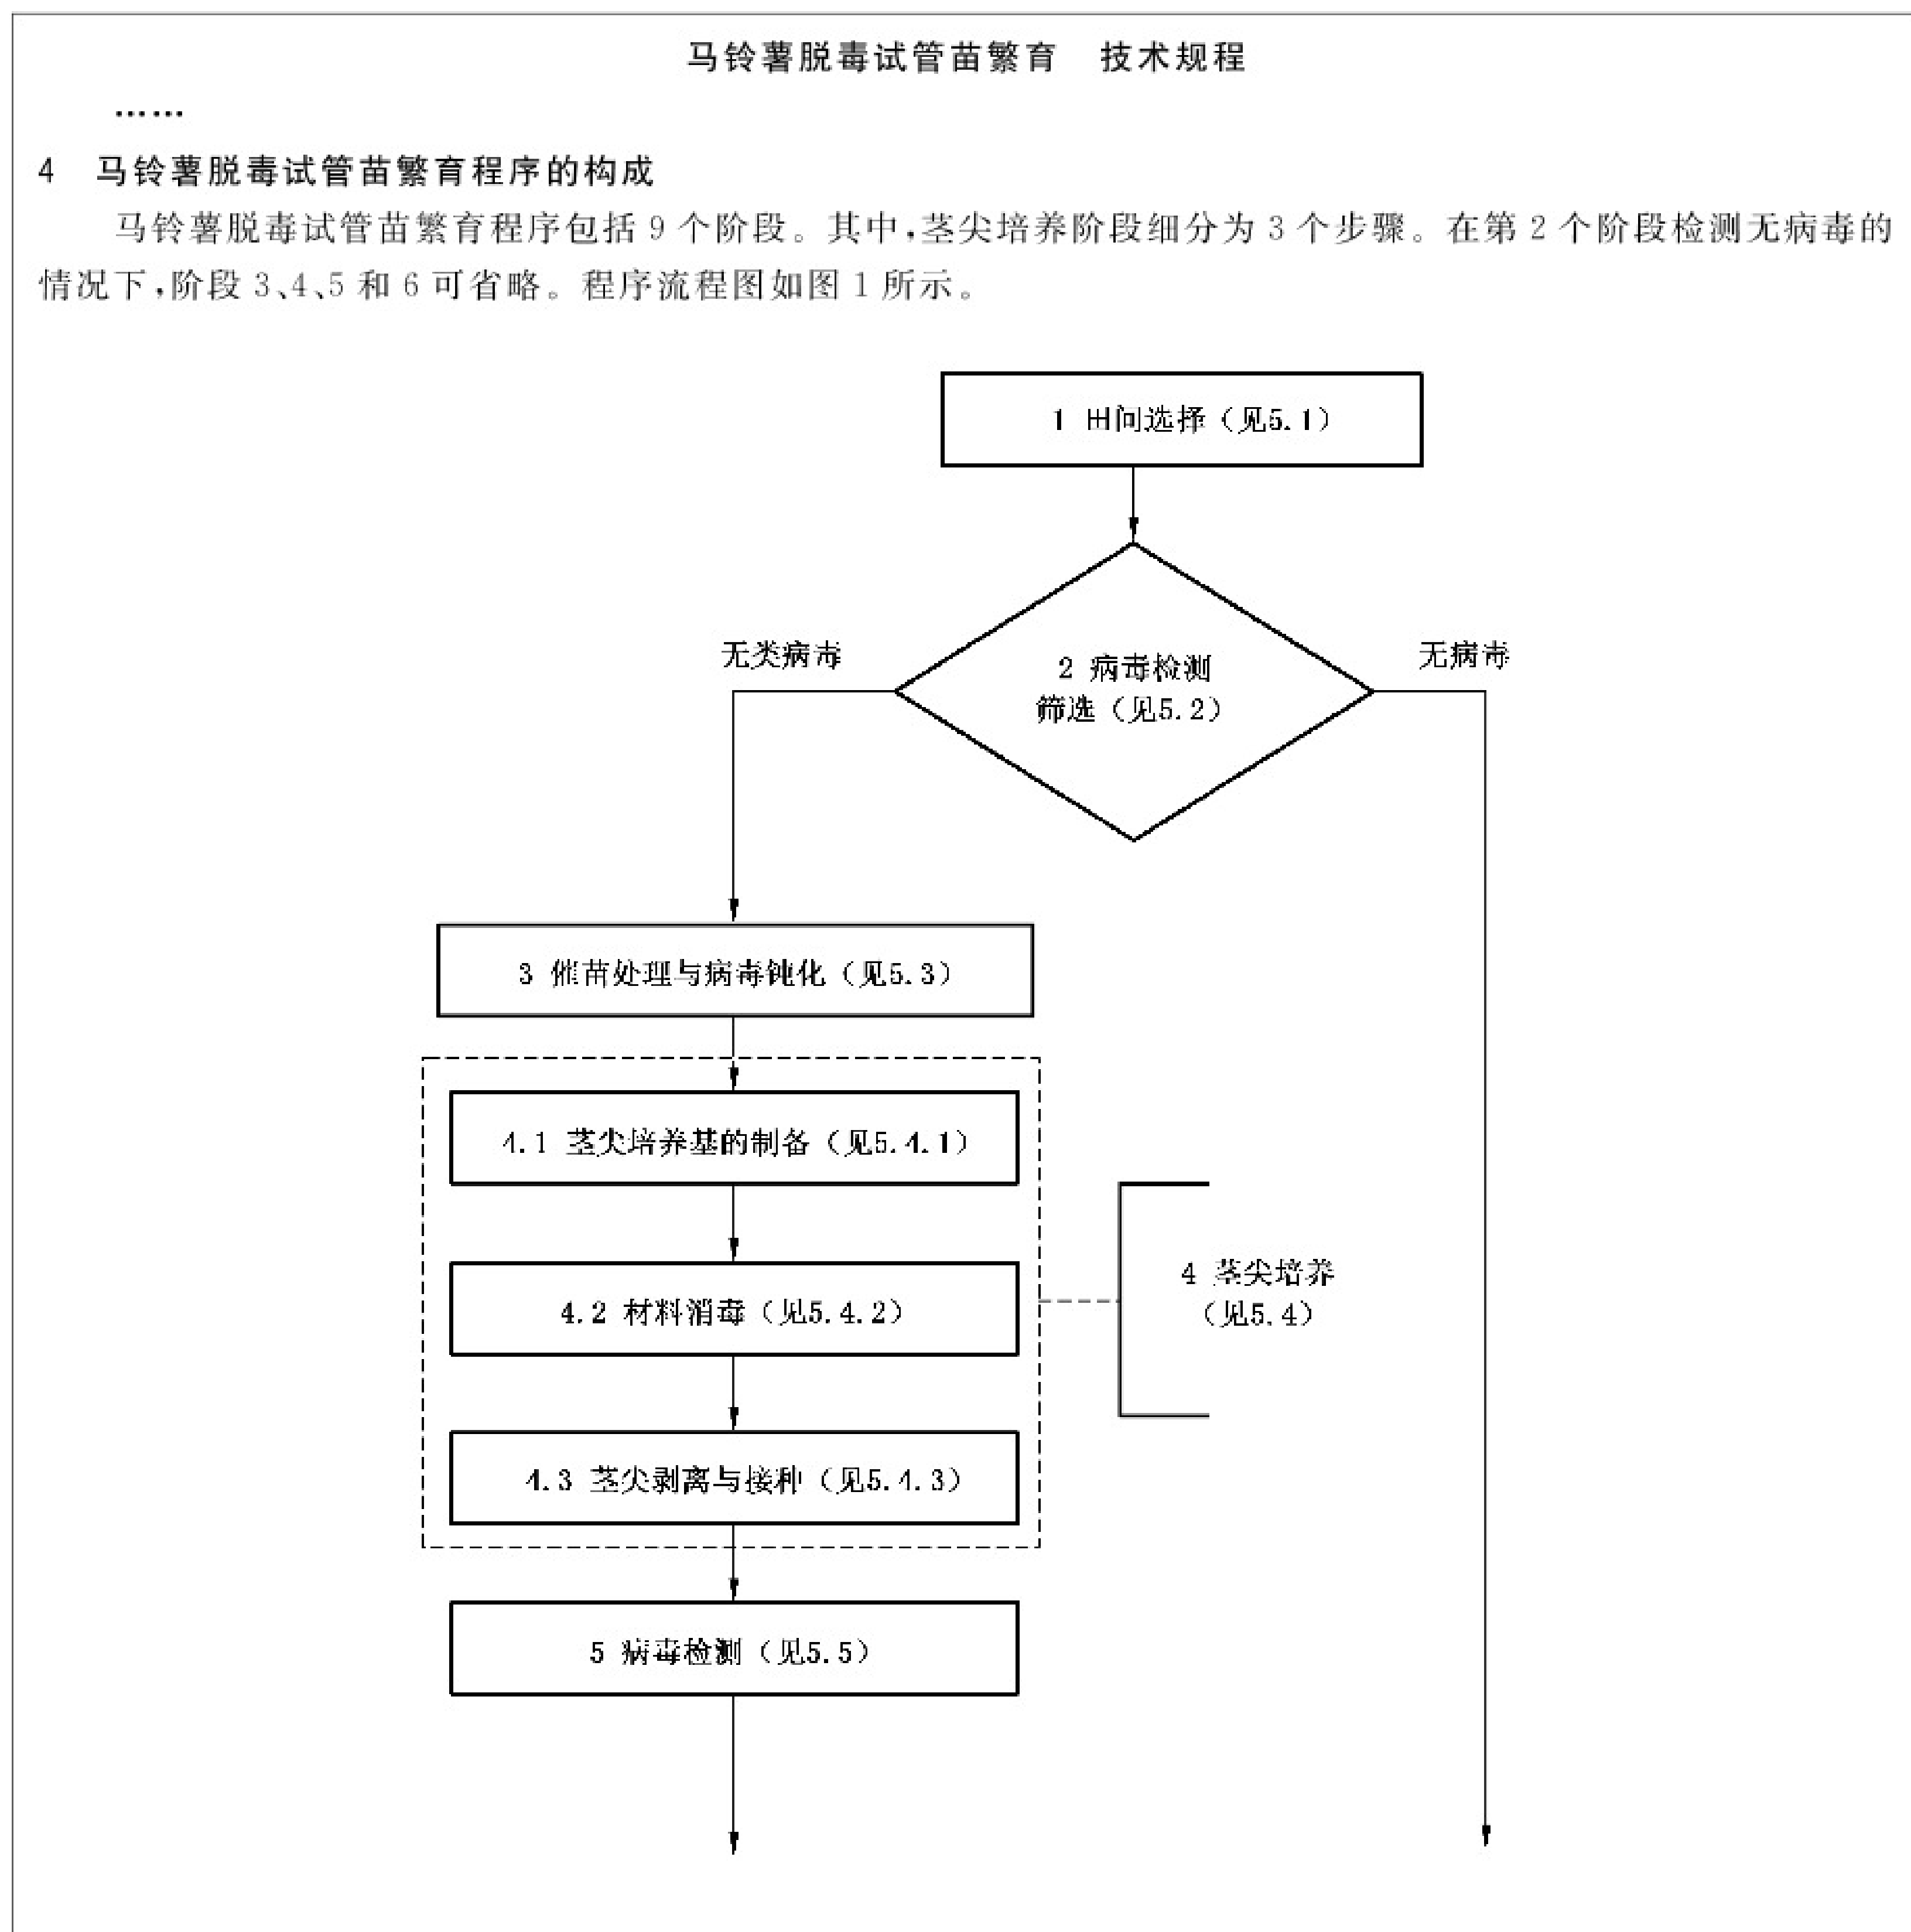 马铃薯脱毒试管苗繁育 技术规程
……
4 马铃薯脱毒试管苗繁育程序的构成
马铃薯脱毒试管苗繁育程序包括9个阶段。其中,茎尖培养阶段细分为3个步骤。在第2个阶段检测无病毒的
情况下,阶段3、4、5和6可省略。程序流程图如图1所示。
1 田间选择（见5.1）
无类病毒
2 病毒检测
筛选（见5.2）
无病毒
3 催苗处理与病毒钝化（见5.3）
4.1 茎尖培养基的制备（见5.4.1）
4.2 材料消毒（见5.4.2）
4 茎尖培养
（见5.4）
4.3 茎尖剥离与接种（见5.4.3）
5 病毒检测（见5.5）